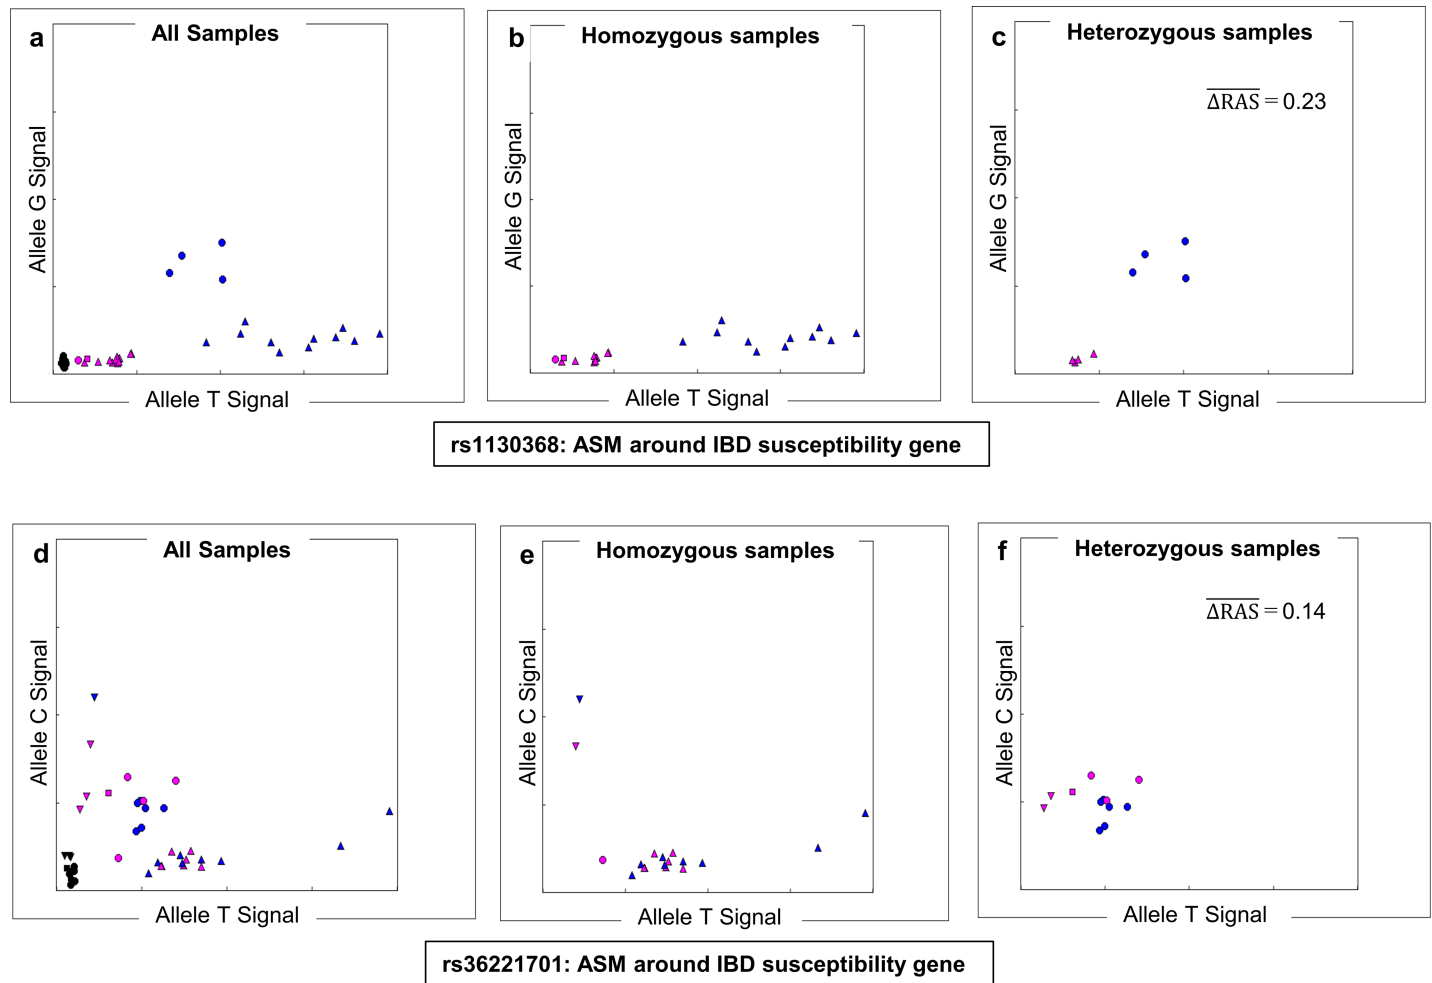 a
All Samples
Allele G Signal
Allele T Signal
b
Homozygous samples
Allele G Signal
Allele T Signal
c
Heterozygous samples
ΔRAS = 0.23
Allele G Signal
Allele T Signal
rs1130368: ASM around IBD susceptibility gene
d
All Samples
Allele C Signal
Allele T Signal
e
Homozygous samples
Allele C Signal
Allele T Signal
f
Heterozygous samples
ΔRAS = 0.14
Allele C Signal
Allele T Signal
rs36221701: ASM around IBD susceptibility gene